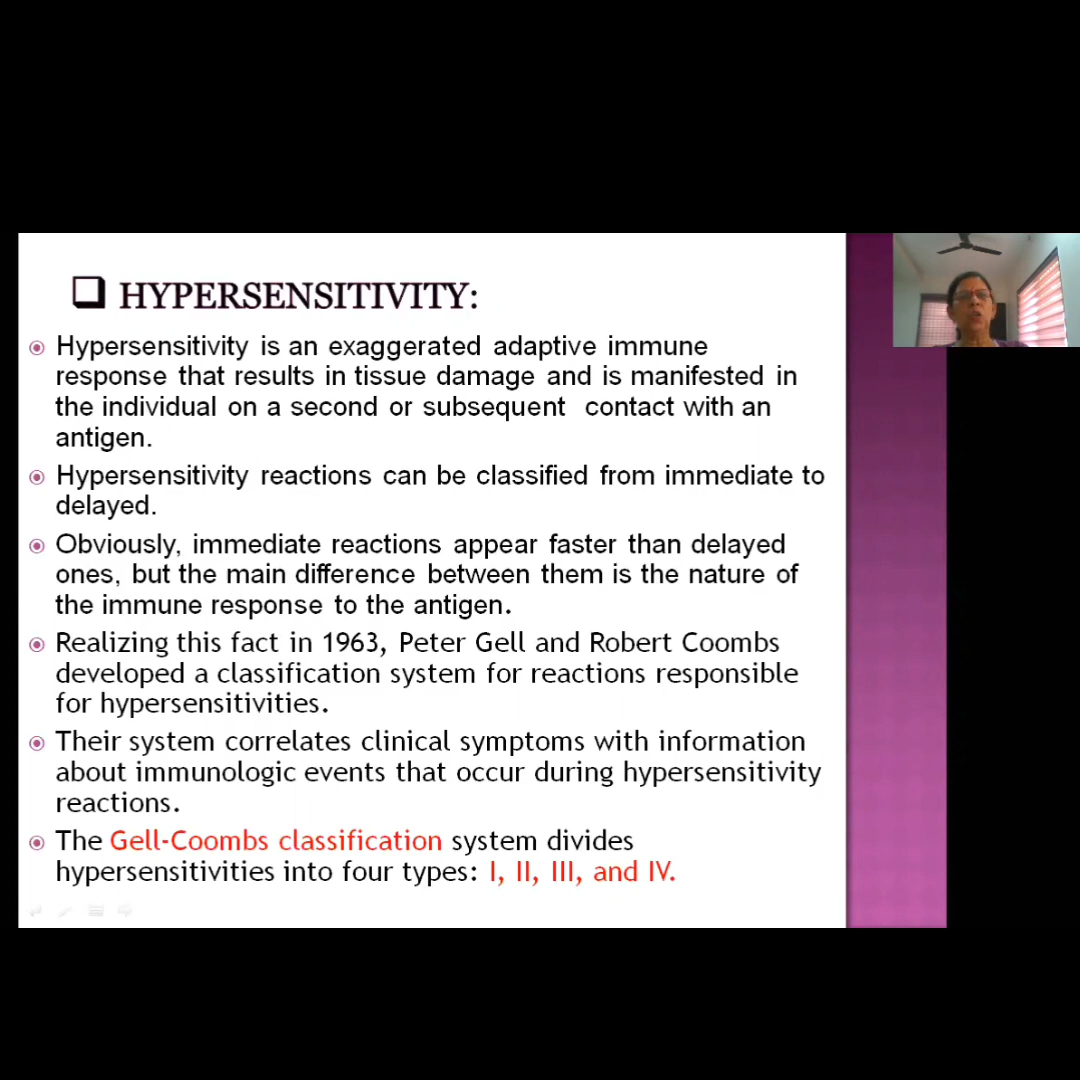 HYPERSENSITIVITY:
Hypersensitivity is an exaggerated adaptive immune
response that results in tissue damage and is manifested in
the individual on a second or subsequent contact with an
antigen.
Hypersensitivity reactions can be classified from immediate to
delayed.
Obviously, immediate reactions appear faster than delayed
ones, but the main difference between them is the nature of
the immune response to the antigen.
Realizing this fact in 1963, Peter Gell and Robert Coombs
developed a classification system for reactions responsible
for hypersensitivities.
Their system correlates clinical symptoms with information
about immunologic events that occur during hypersensitivity
reactions.
The Gell-Coombs classification system divides
hypersensitivities into four types: I, II, III, and IV.